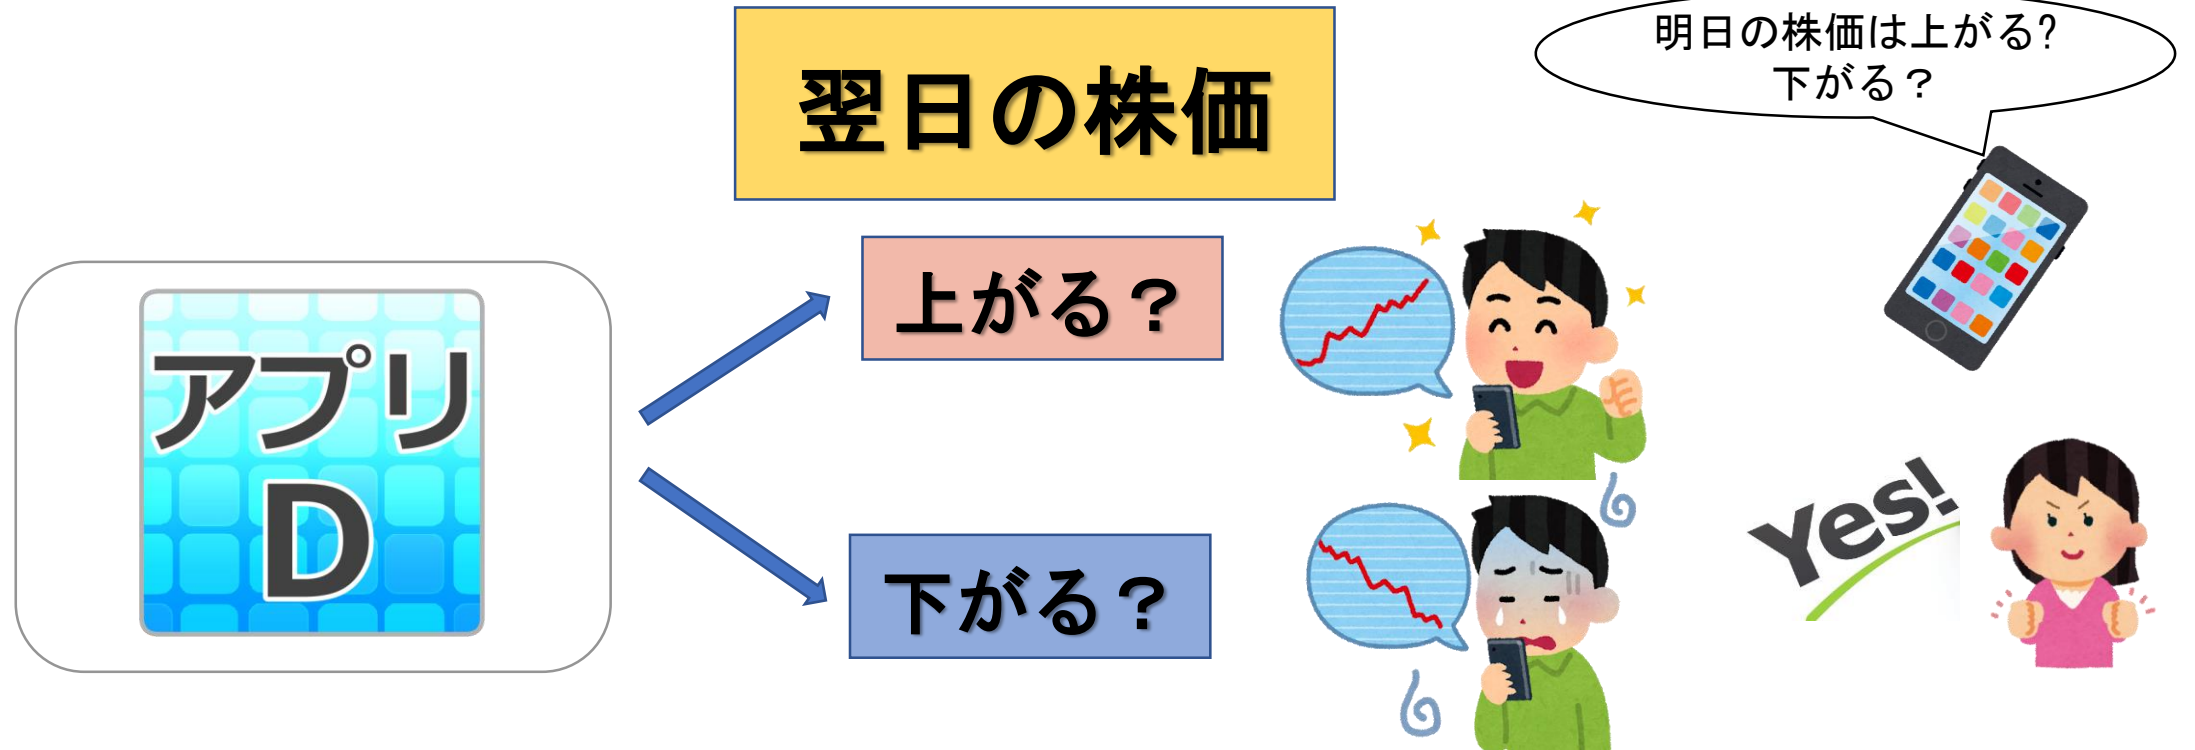 翌日の株価
明日の株価は上がる?
下がる？
アプリ
D
上がる？
下がる？
Yes!